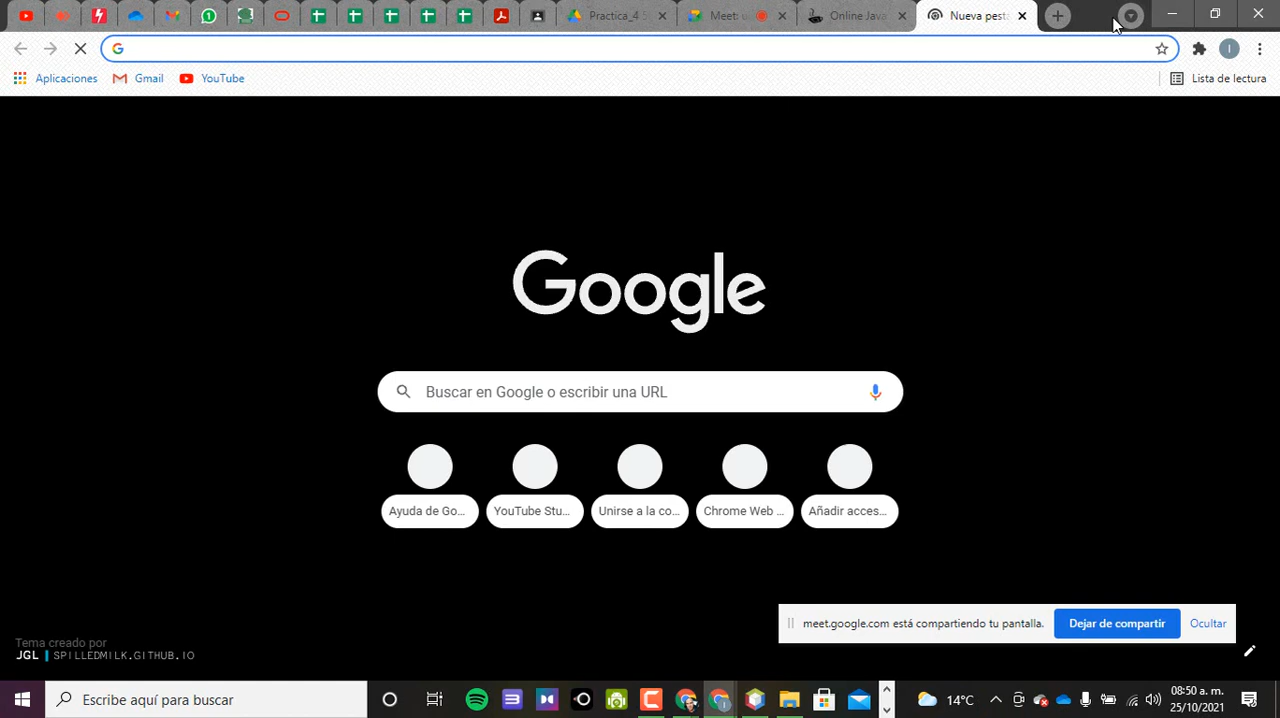 Practica_4
Meet: u
Online Java
Nueva pest
Aplicaciones
Gmail
YouTube
Lista de lectura
Google
Buscar en Google o escribir una URL
Ayuda de Go...
YouTube Stu...
Unirse a la co...
Chrome Web ...
Añadir acces...
meet.google.com está compartiendo tu pantalla.
Dejar de compartir
Ocultar
Tema creado por
JGL | SPILLEDMILK.GITHUB.IO
Escribe aquí para buscar
14°C
08:50 a. m.
25/10/2021